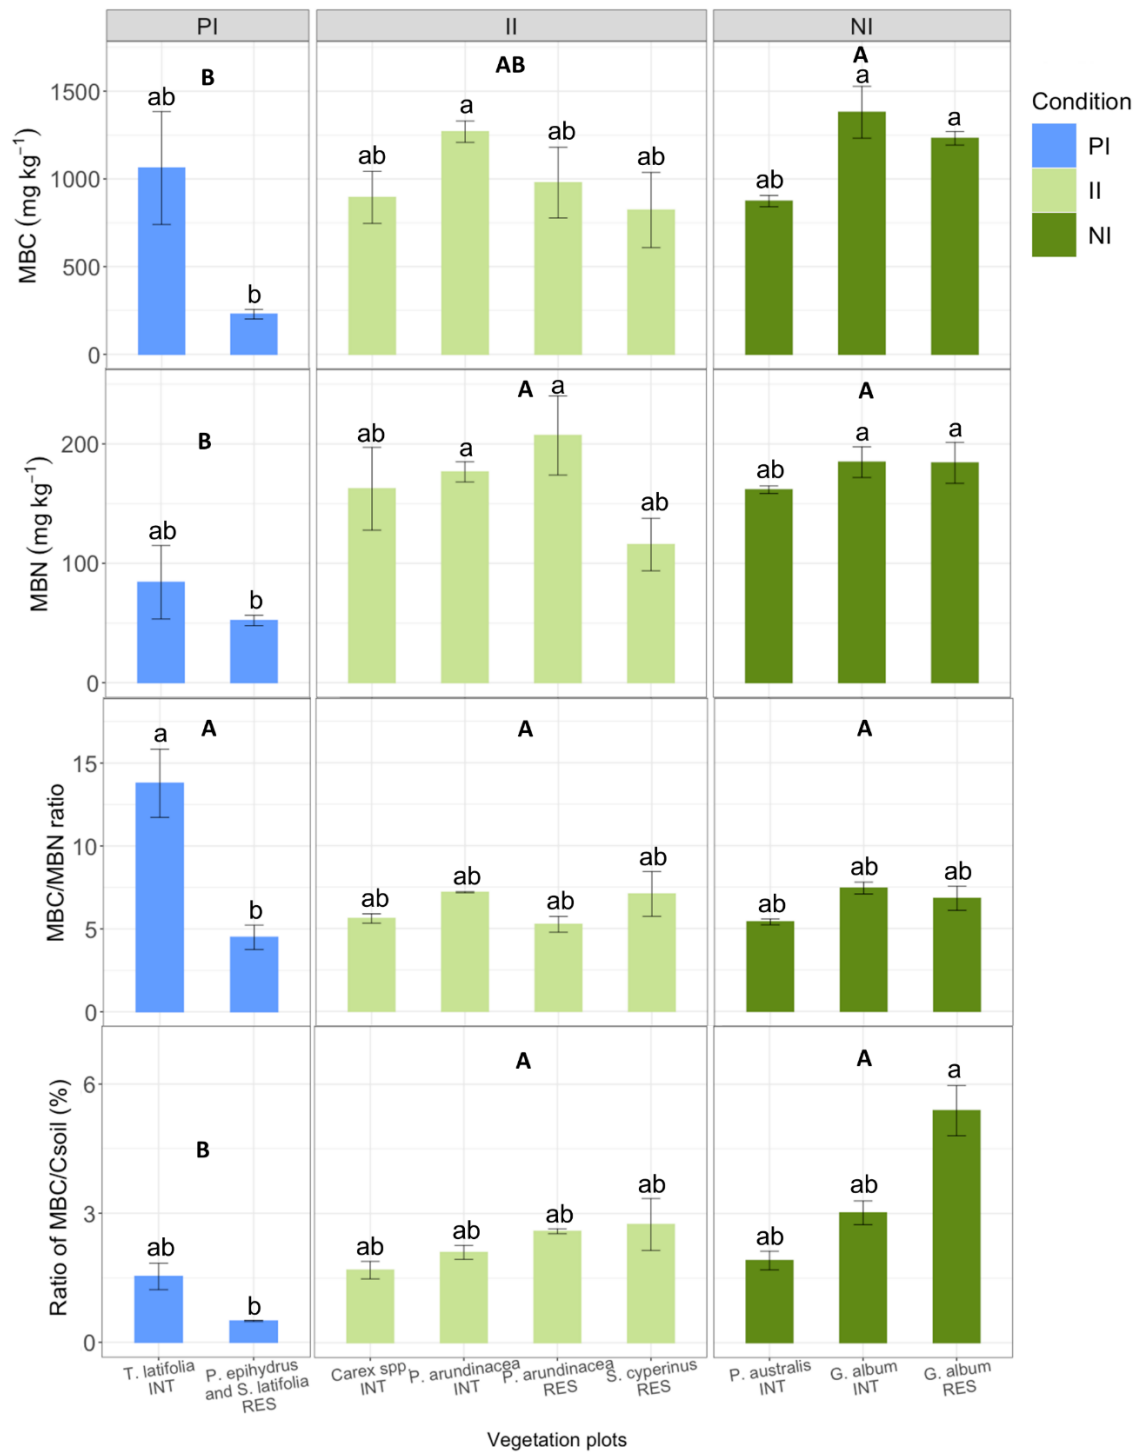 PI
II
NI
B
AB
A
ab
b
ab
a
ab
ab
ab
a
a
1500
1000
500
0
MBC (mg kg⁻¹)
Condition
PI
II
NI
B
A
A
ab
b
ab
a
a
ab
ab
a
a
200
100
0
MBN (mg kg⁻¹)
A
A
A
a
b
ab
ab
ab
ab
ab
ab
ab
15
10
5
0
MBC/MBN ratio
B
A
A
ab
b
ab
ab
ab
ab
ab
ab
a
6
3
0
Ratio of MBC/Csoil (%)
T. latifolia
INT
P. epihydrus
and S. latifolia
RES
Carex spp
INT
P. arundinacea
INT
P. arundinacea
RES
S. cyperinus
RES
P. australis
INT
G. album
INT
G. album
RES
Vegetation plots